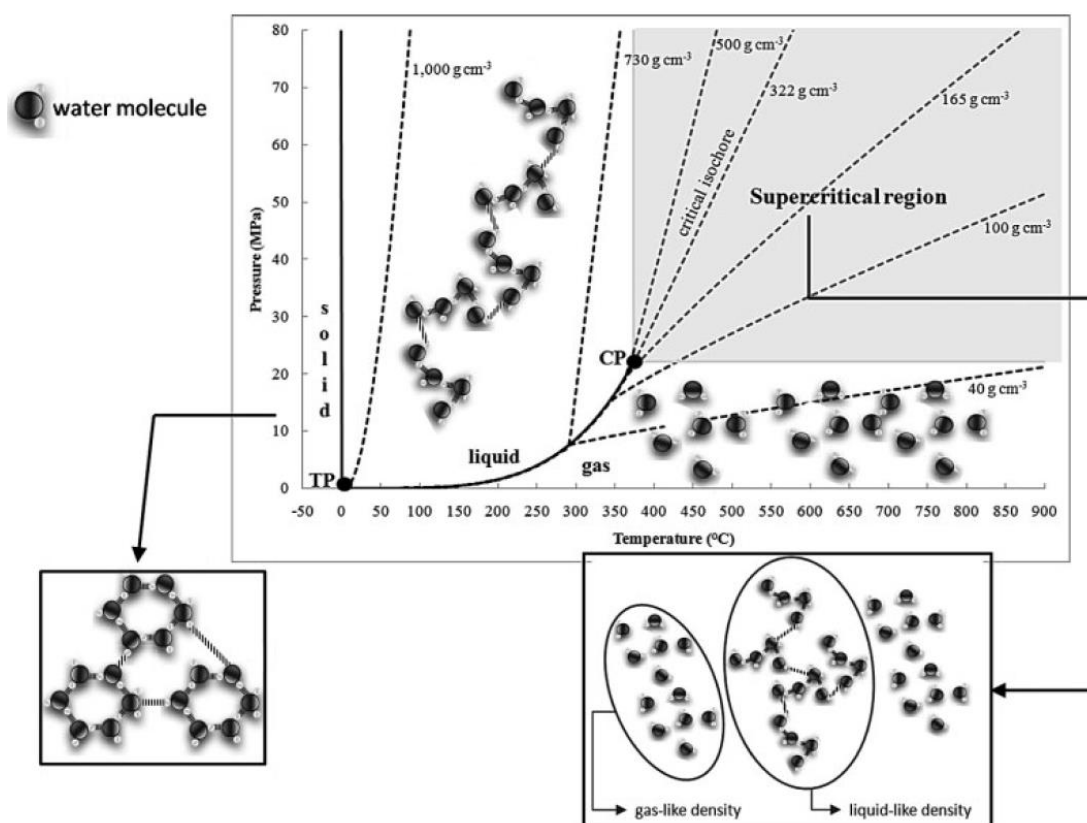 water molecule
Pressure (MPa)
80
70
60
50
40
30
20
10
0
1,000 g cm-3
730 g cm-3
500 g cm-3
322 g cm-3
165 g cm-3
100 g cm-3
40 g cm-3
critical isochore
Supercritical region
solid
CP
TP
liquid
gas
-50 0 50 100 150 200 250 300 350 400 450 500 550 600 650 700 750 800 850 900
Temperature (⁰C)
gas-like density
liquid-like density